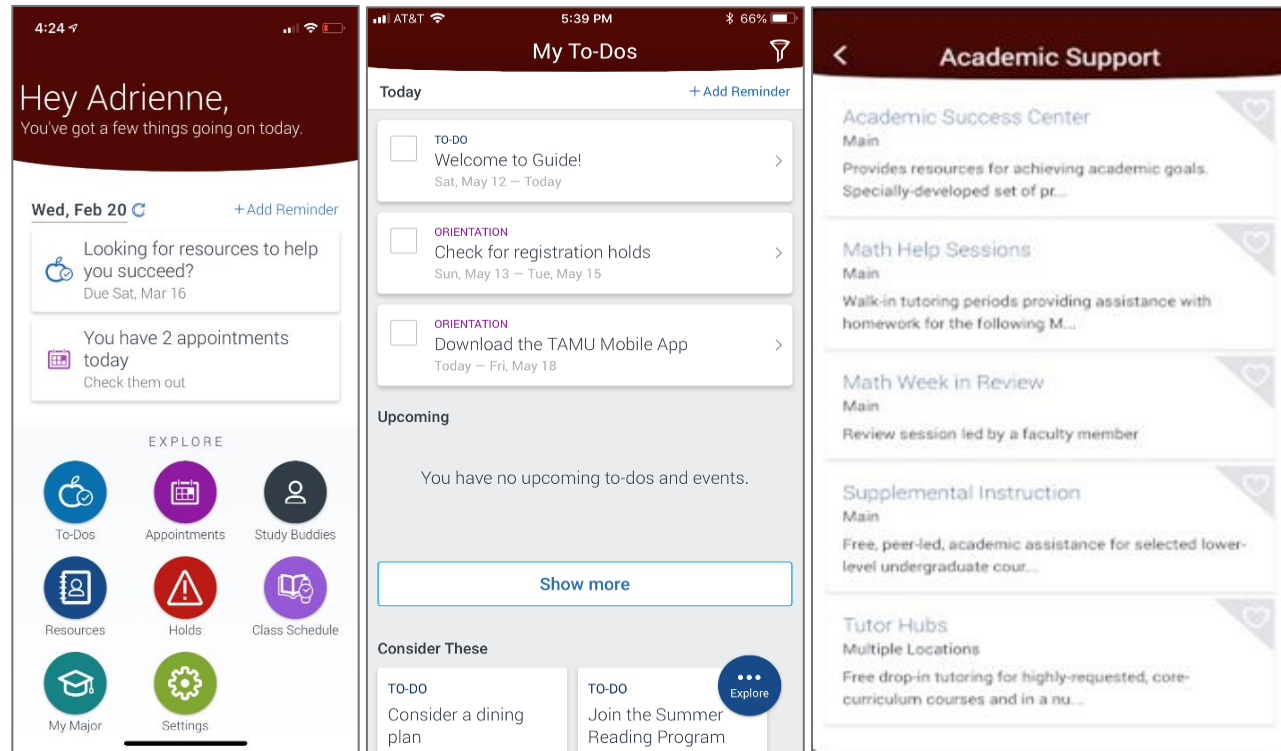 4:24
Hey Adrienne,
You've got a few things going on today.
Wed, Feb 20
+ Add Reminder
Looking for resources to help
you succeed?
Due Sat, Mar 16
You have 2 appointments
today
Check them out
EXPLORE
To-Dos
Appointments
Study Buddies
Resources
Holds
Class Schedule
My Major
Settings
AT&T
5:39 PM
66%
My To-Dos
Today
+ Add Reminder
TO-DO
Welcome to Guide!
Sat, May 12 — Today
ORIENTATION
Check for registration holds
Sun, May 13 — Tue, May 15
ORIENTATION
Download the TAMU Mobile App
Today — Fri, May 18
Upcoming
You have no upcoming to-dos and events.
Show more
Consider These
TO-DO
Consider a dining
plan
TO-DO
Join the Summer
Reading Program
Explore
Academic Support
Academic Success Center
Main
Provides resources for achieving academic goals.
Specially-developed set of pr...
Math Help Sessions
Main
Walk-in tutoring periods providing assistance with
homework for the following M...
Math Week in Review
Main
Review session led by a faculty member
Supplemental Instruction
Main
Free, peer-led, academic assistance for selected lower-
level undergraduate cour...
Tutor Hubs
Multiple Locations
Free drop-in tutoring for highly-requested, core-
curriculum courses and in a nu...